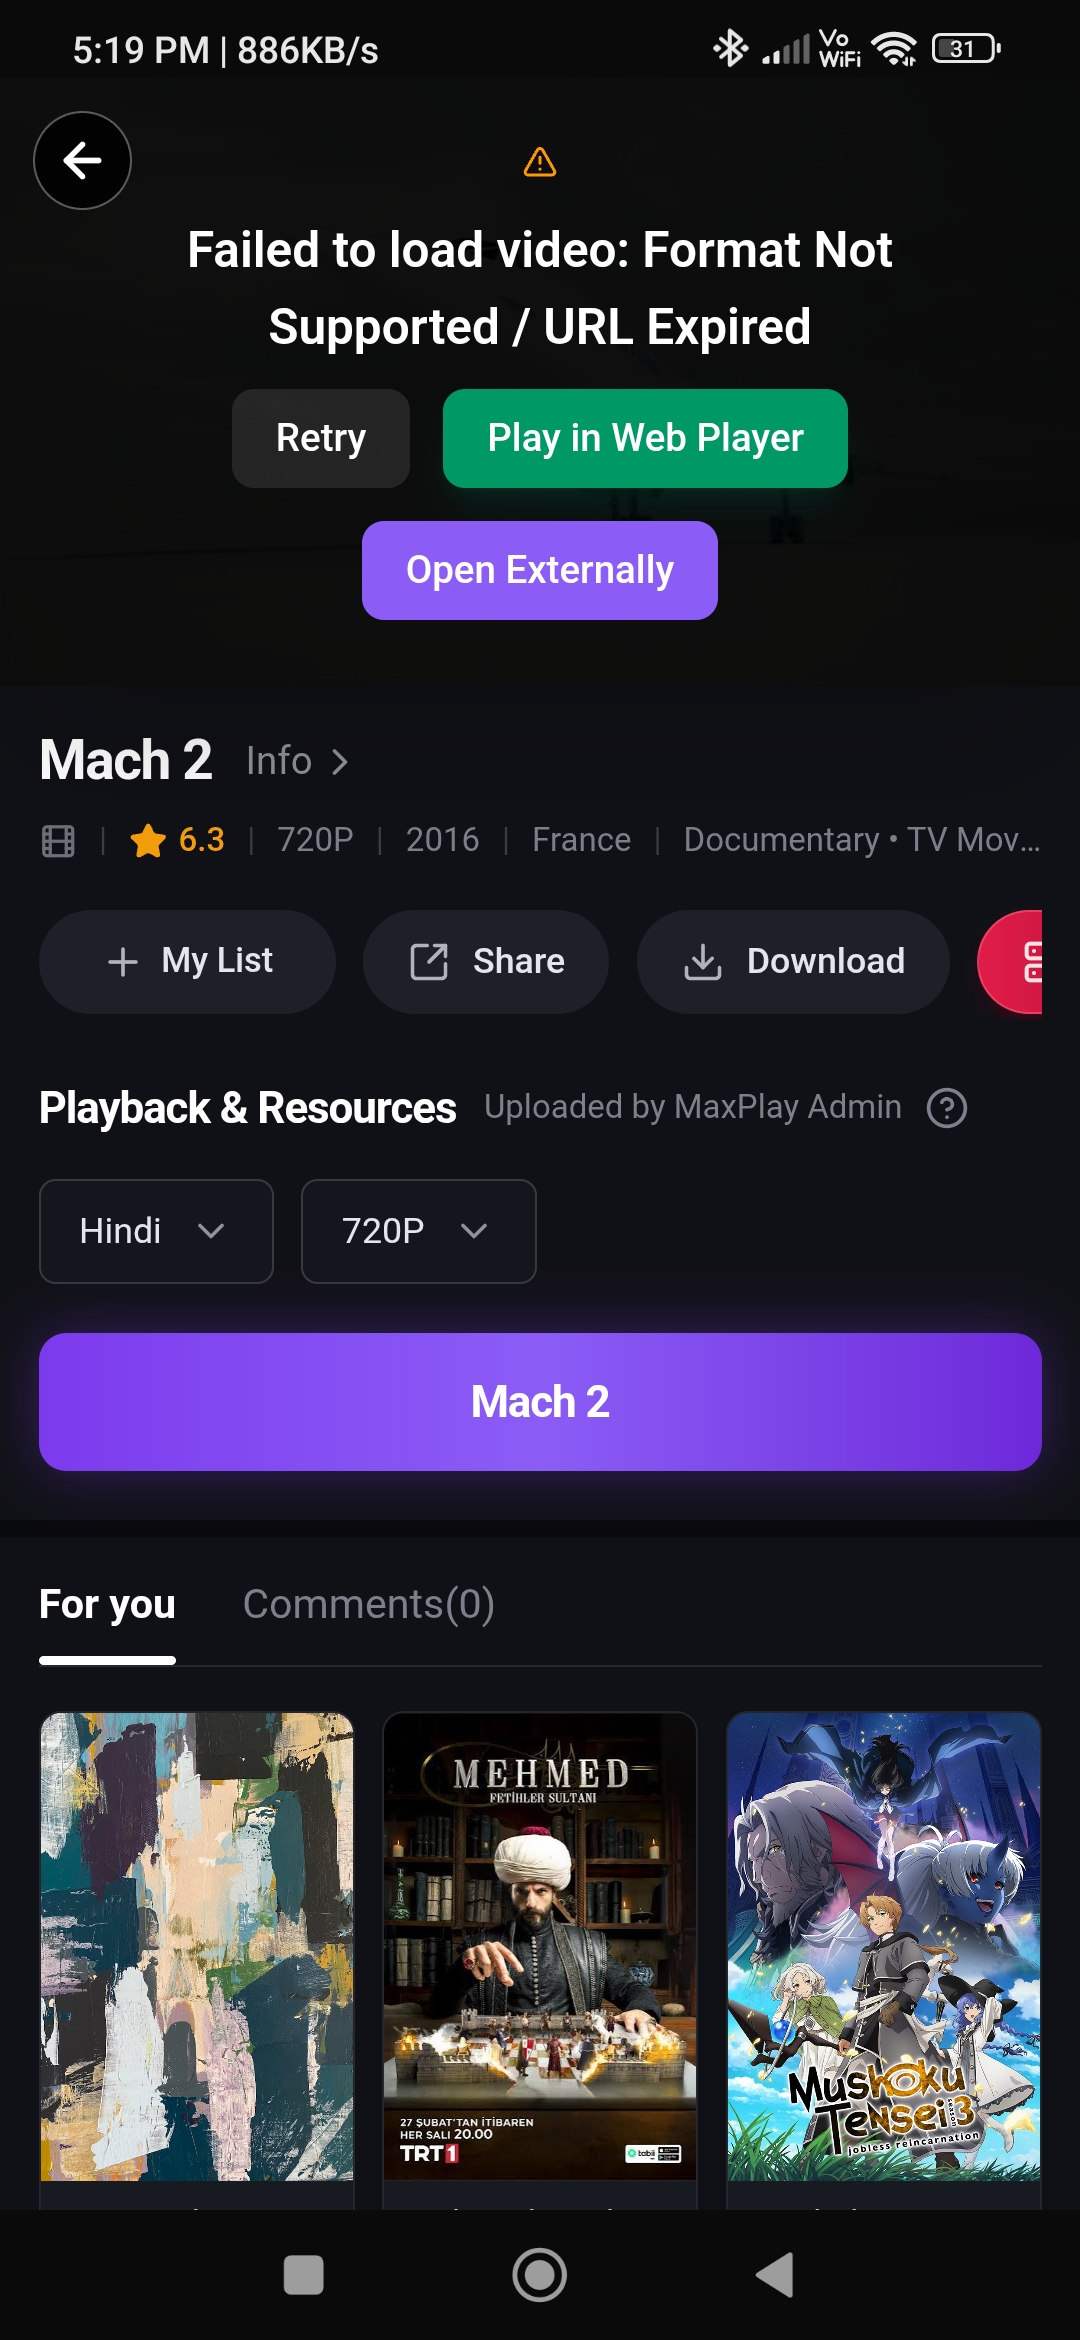 5:19 PM | 886KB/s
Vo
WiFi
31
Failed to load video: Format Not
Supported / URL Expired
Retry
Play in Web Player
Open Externally
Mach 2 Info
6.3 | 720P | 2016 | France | Documentary • TV Mov...
My List
Share
Download
Playback & Resources Uploaded by MaxPlay Admin
Hindi
720P
Mach 2
For you
Comments(0)
MEHMED
FETİHLER SULTANI
27 ŞUBAT'TAN İTİBAREN
HER SALI 20.00
TRT1
tabii
Mushoku
Tensei3
jobless reincarnation